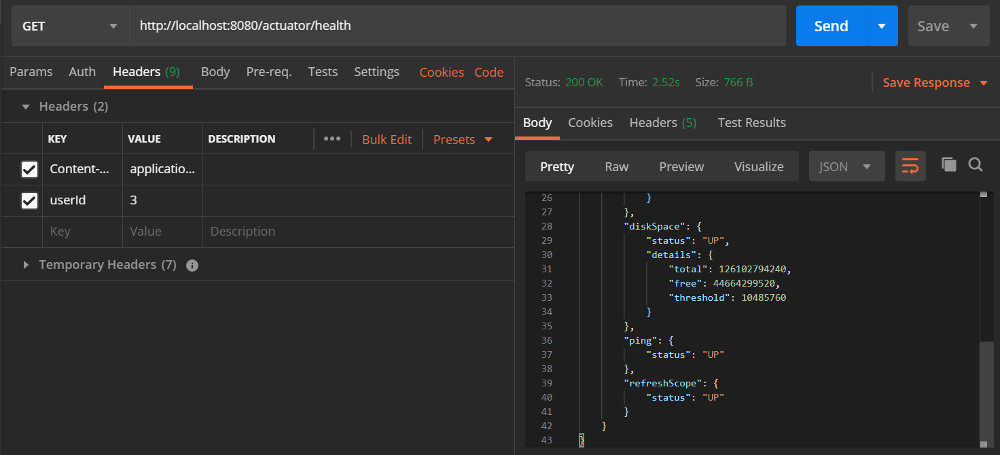 GET http://localhost:8080/actuator/health Send Save
Params Auth Headers (9) Body Pre-req. Tests Settings Cookies Code
Headers (2)
KEY VALUE DESCRIPTION ••• Bulk Edit Presets
Content-... applicatio...
userId 3
Key Value Description
Temporary Headers (7) i
Status: 200 OK Time: 2.52s Size: 766 B Save Response
Body Cookies Headers (5) Test Results
Pretty Raw Preview Visualize JSON
26 }
27 },
28 "diskSpace": {
29 "status": "UP",
30 "details": {
31 "total": 126102794240,
32 "free": 44664299520,
33 "threshold": 10485760
34 }
35 },
36 "ping": {
37 "status": "UP"
38 },
39 "refreshScope": {
40 "status": "UP"
41 }
42 }
43 }